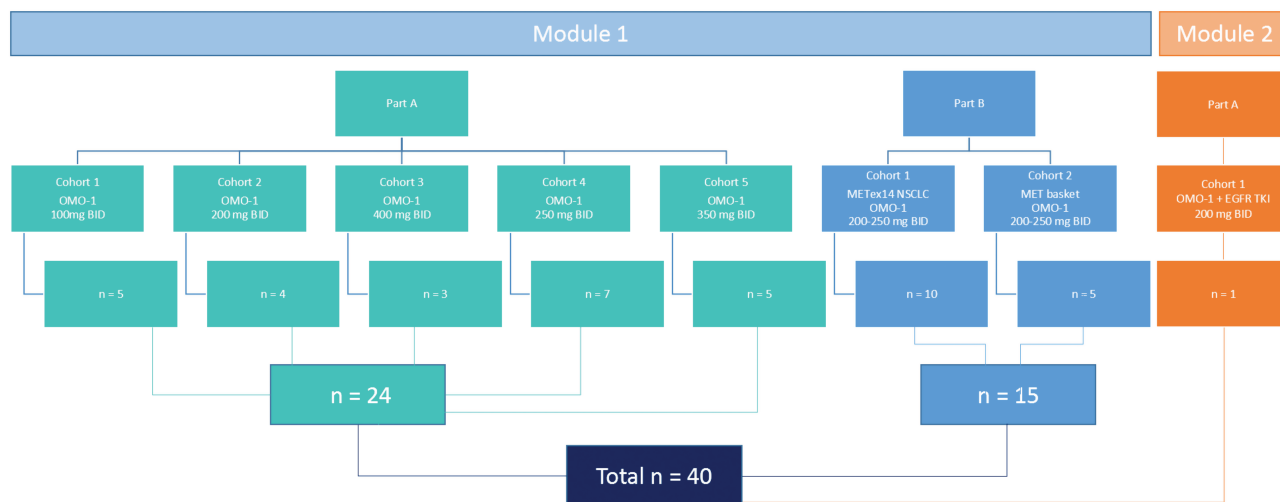 Module 1
Module 2
Part A
Part B
Part A
Cohort 1
OMO-1
100mg BID
Cohort 2
OMO-1
200 mg BID
Cohort 3
OMO-1
400 mg BID
Cohort 4
OMO-1
250 mg BID
Cohort 5
OMO-1
350 mg BID
Cohort 1
METex14 NSCLC
OMO-1
200-250 mg BID
Cohort 2
MET basket
OMO-1
200-250 mg BID
Cohort 1
OMO-1 + EGFR TKI
200 mg BID
n = 5
n = 4
n = 3
n = 7
n = 5
n = 10
n = 5
n = 1
n = 24
n = 15
Total n = 40